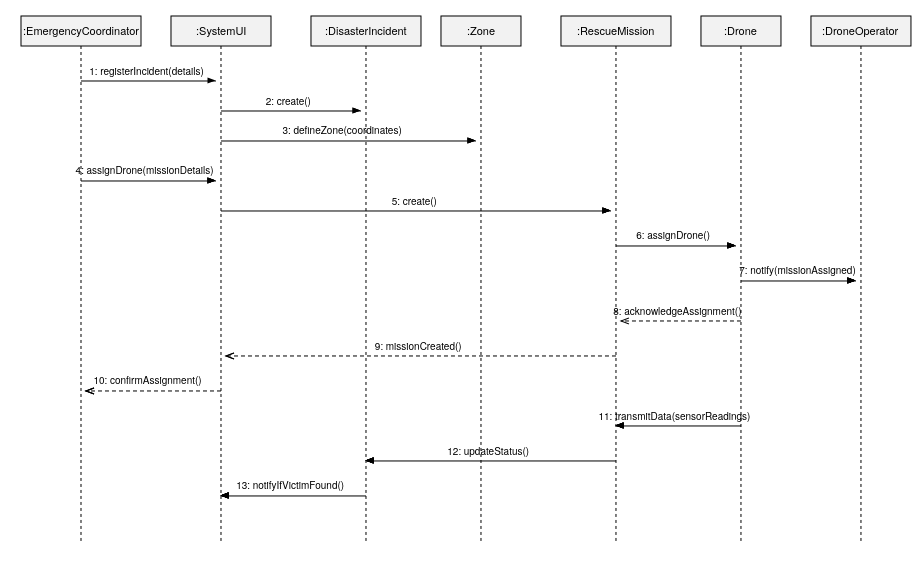 :EmergencyCoordinator :SystemUI :DisasterIncident :Zone :RescueMission :Drone :DroneOperator
1: registerIncident(details)
2: create()
3: defineZone(coordinates)
4: assignDrone(missionDetails)
5: create()
6: assignDrone()
7: notify(missionAssigned)
8: acknowledgeAssignment()
9: missionCreated()
10: confirmAssignment()
11: transmitData(sensorReadings)
12: updateStatus()
13: notifyIfVictimFound()